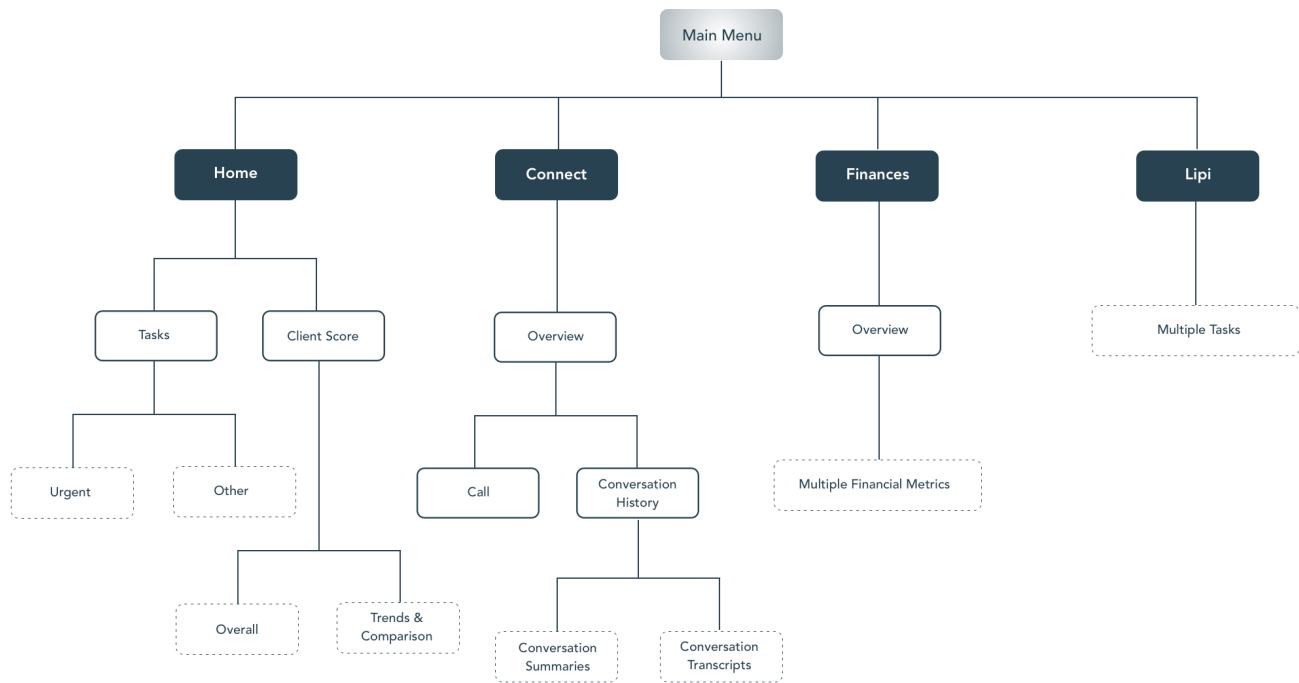 Main Menu
Home
Connect
Finances
Lipi
Tasks
Client Score
Overview
Overview
Multiple Tasks
Urgent
Other
Call
Conversation
History
Multiple Financial Metrics
Overall
Trends &
Comparison
Conversation
Summaries
Conversation
Transcripts